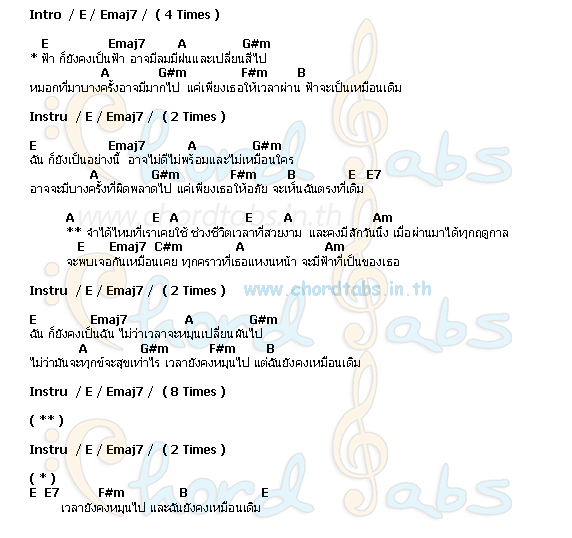 Intro / E / Emaj7 / ( 4 Times )
E Emaj7 A G#m
* ฟ้า ก็ยังคงเป็นฟ้า อาจมีลมมีฝนและเปลี่ยนสีไป
A G#m F#m B
หมอกที่มาบางครั้งอาจมีมากไป แค่เพียงเธอให้เวลาผ่าน ฟ้าจะเป็นเหมือนเดิม
Instru / E / Emaj7 / ( 2 Times )
E Emaj7 A G#m
ฉัน ก็ยังเป็นอย่างนี้ อาจไม่ดีไม่พร้อมและไม่เหมือนใคร
A G#m F#m B E E7
อาจจะมีบางครั้งที่ผิดพลาดไป แค่เพียงเธอให้อภัย จะเห็นฉันตรงที่เดิม
www.chordtabs.in.th
A E A E A Am
** จำได้ไหมที่เราเคยใช้ ช่วงชีวิตเวลาที่สวยงาม และคงมีสักวันนึง เมื่อผ่านมาได้ทุกฤดูกาล
E Emaj7 C#m A Am
จะพบเจอกันเหมือนเคย ทุกคราวที่เธอแหงนหน้า จะมีฟ้าที่เป็นของเธอ
Instru / E / Emaj7 / ( 2 Times ) www.chordtabs.in.th
E Emaj7 A G#m
ฉัน ก็ยังคงเป็นฉัน ไม่ว่าเวลาจะหมุนเปลี่ยนผันไป
A G#m F#m B
ไม่ว่ามันจะทุกข์จะสุขเท่าไร เวลายังคงหมุนไป แต่ฉันยังคงเหมือนเดิม
Instru / E / Emaj7 / ( 8 Times )
( ** )
Instru / E / Emaj7 / ( 2 Times )
( * )
E E7 F#m B E
เวลายังคงหมุนไป และฉันยังคงเหมือนเดิม
Chord Tabs
Chord Tabs
Chord Tabs